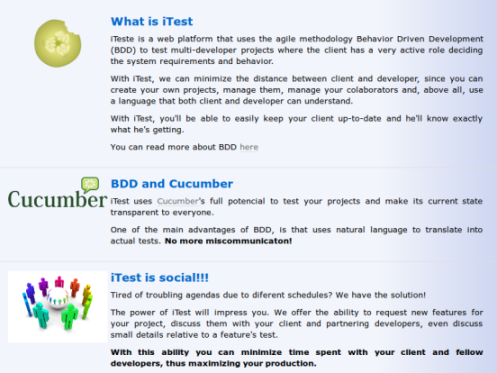 What is iTest
iTeste is a web platform that uses the agile methodology Behavior Driven Development
(BDD) to test multi-developer projects where the client has a very active role deciding
the system requirements and behavior.
With iTest, we can minimize the distance between client and developer, since you can
create your own projects, manage them, manage your colaborators and, above all, use
a language that both client and developer can understand.
With iTest, you'll be able to easily keep your client up-to-date and he'll know exactly
what he's getting.
You can read more about BDD here
Cucumber
BDD and Cucumber
iTest uses Cucumber's full potencial to test your projects and make its current state
transparent to everyone.
One of the main advantages of BDD, is that uses natural language to translate into
actual tests. No more miscommunicaton!
iTest is social!!!
Tired of troubling agendas due to diferent schedules? We have the solution!
The power of iTest will impress you. We offer the ability to request new features for
your project, discuss them with your client and partnering developers, even discuss
small details relative to a feature's test.
With this ability you can minimize time spent with your client and fellow
developers, thus maximizing your production.